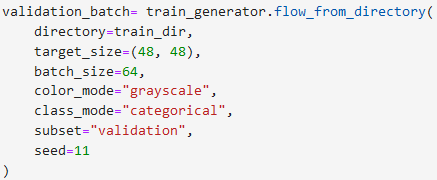 validation_batch= train_generator.flow_from_directory(
    directory=train_dir,
    target_size=(48, 48),
    batch_size=64,
    color_mode="grayscale",
    class_mode="categorical",
    subset="validation",
    seed=11
)